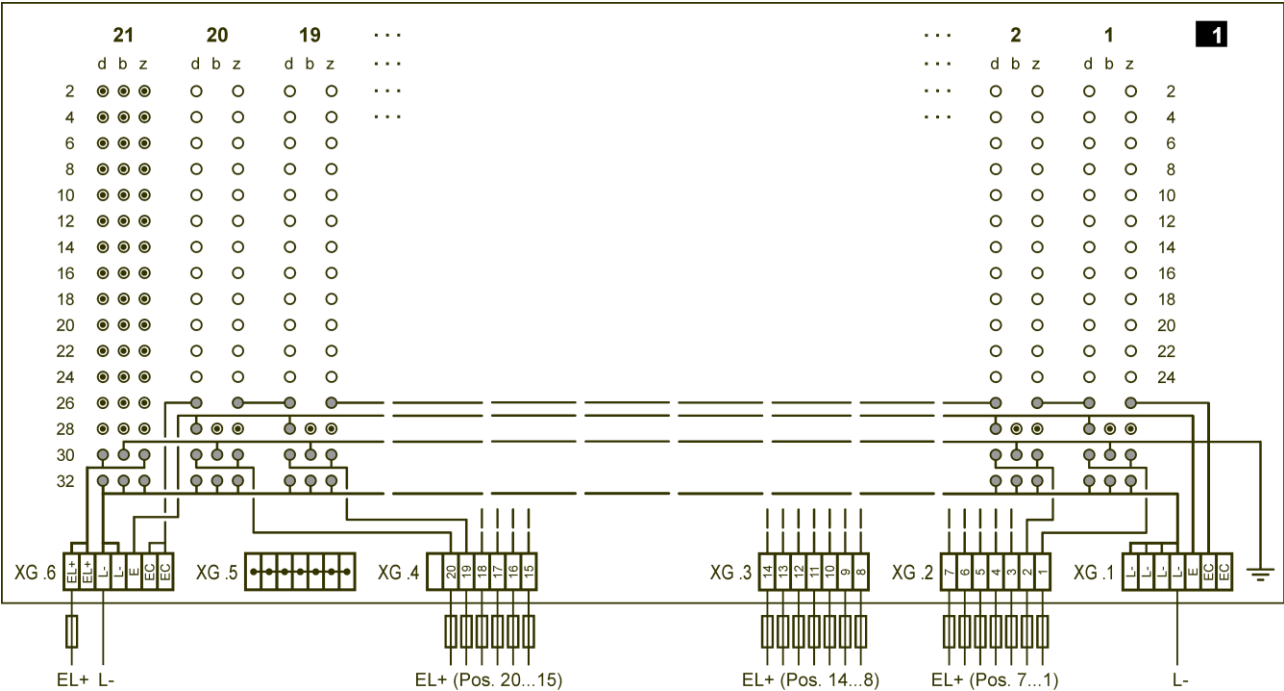 21 20 19 ... ... 2 1 1
d b z d b z d b z ... ... d b z d b z
2 ... ... 2
4 ... ... 4
6 6
8 8
10 10
12 12
14 14
16 16
18 18
20 20
22 22
24 24
26
28
30
32
XG .6 EL+ EL+ L- L- E EC EC XG .5 XG .4 20 19 18 17 16 15 XG .3 14 13 12 11 10 9 8 XG .2 7 6 5 4 3 2 1 XG .1 L- L- L- L- E EC EC
EL+ L- EL+ (Pos. 20...15) EL+ (Pos. 14...8) EL+ (Pos. 7...1) L-